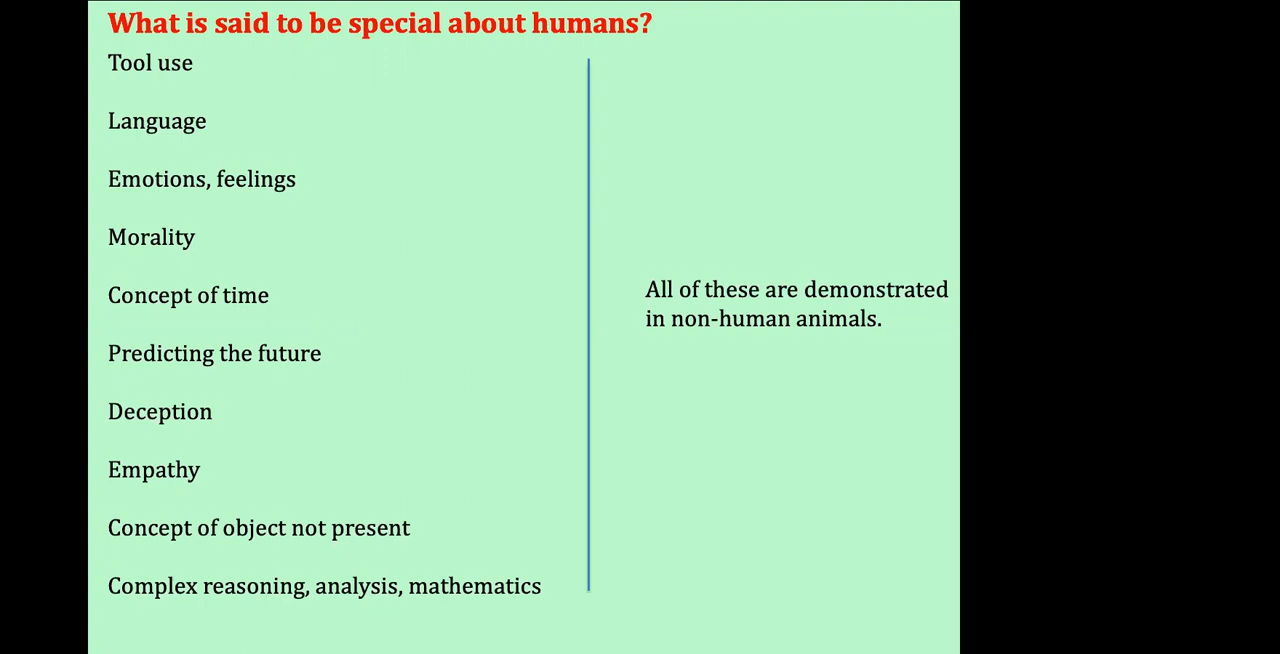 What is said to be special about humans?
Tool use
Language
Emotions, feelings
Morality
Concept of time
Predicting the future
Deception
Empathy
Concept of object not present
Complex reasoning, analysis, mathematics
All of these are demonstrated
in non-human animals.